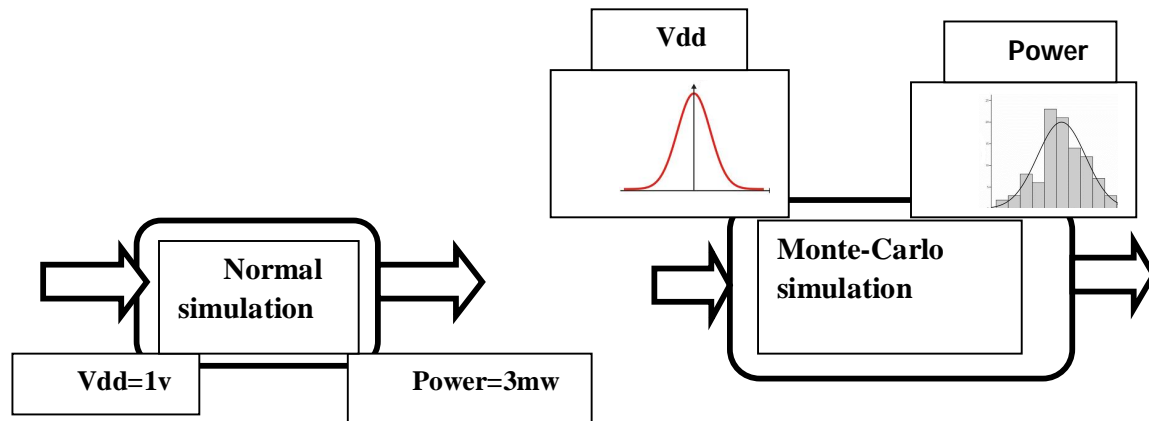 Normal
simulation
Vdd=1v
Power=3mw
Vdd
Power
Monte-Carlo
simulation